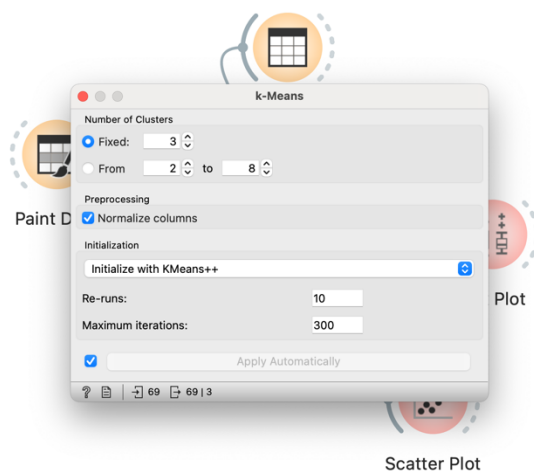 k-Means
Number of Clusters
Fixed: 3
From 2 to 8
Preprocessing
Normalize columns
Initialization
Initialize with KMeans++
Re-runs: 10
Maximum iterations: 300
Apply Automatically
? 69 69 | 3
Paint D
Plot
Scatter Plot